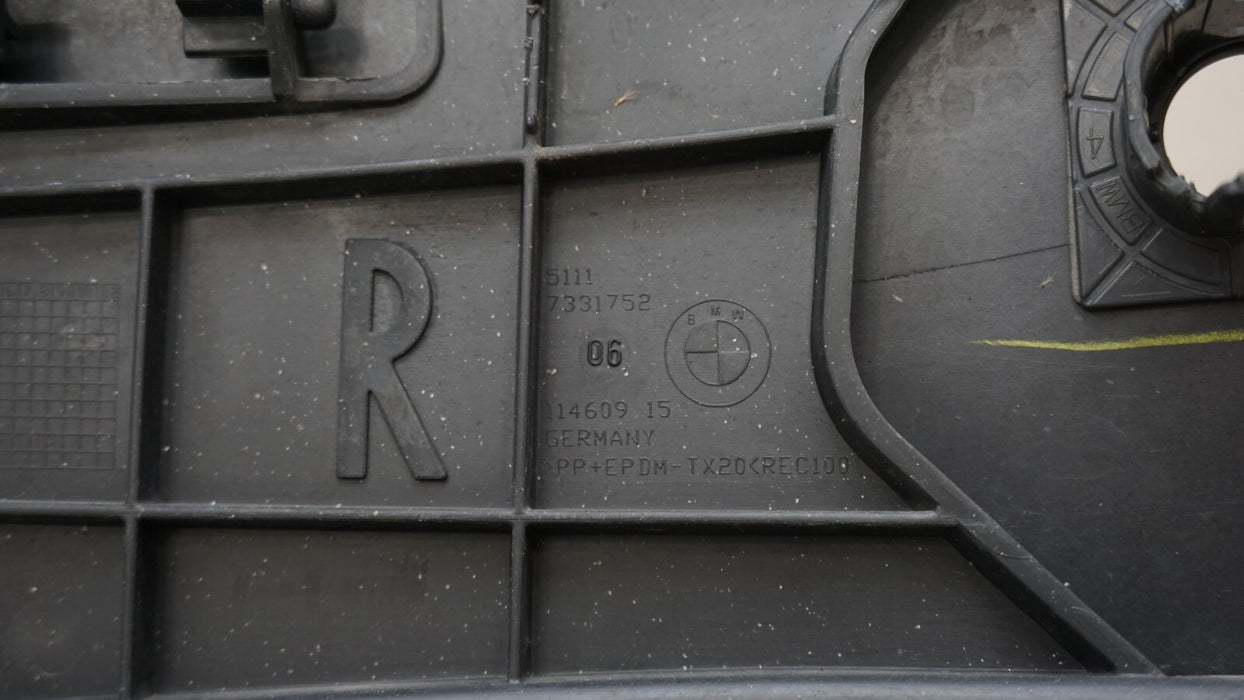 4
BMW
R
5111
7331752
06
BMW
114609 15
GERMANY
>PP+EPDM-TX20<REC100